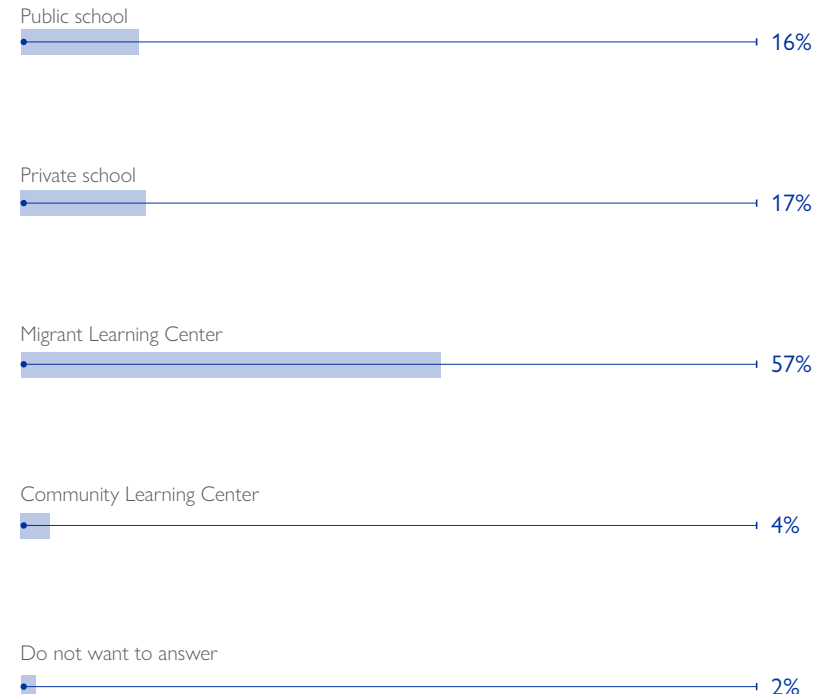 Public school
16%
Private school
17%
Migrant Learning Center
57%
Community Learning Center
4%
Do not want to answer
2%